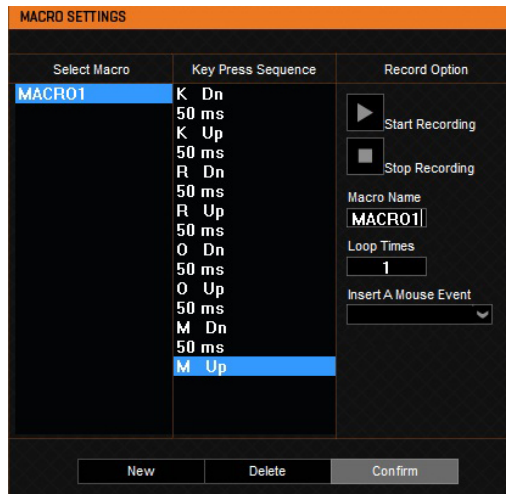 MACRO SETTINGS
Select Macro
MACRO1
Key Press Sequence
K Dn
50 ms
K Up
50 ms
R Dn
50 ms
R Up
50 ms
O Dn
50 ms
O Up
50 ms
M Dn
50 ms
M Up
Record Option
Start Recording
Stop Recording
Macro Name
MACRO1
Loop Times
1
Insert A Mouse Event
New Delete Confirm